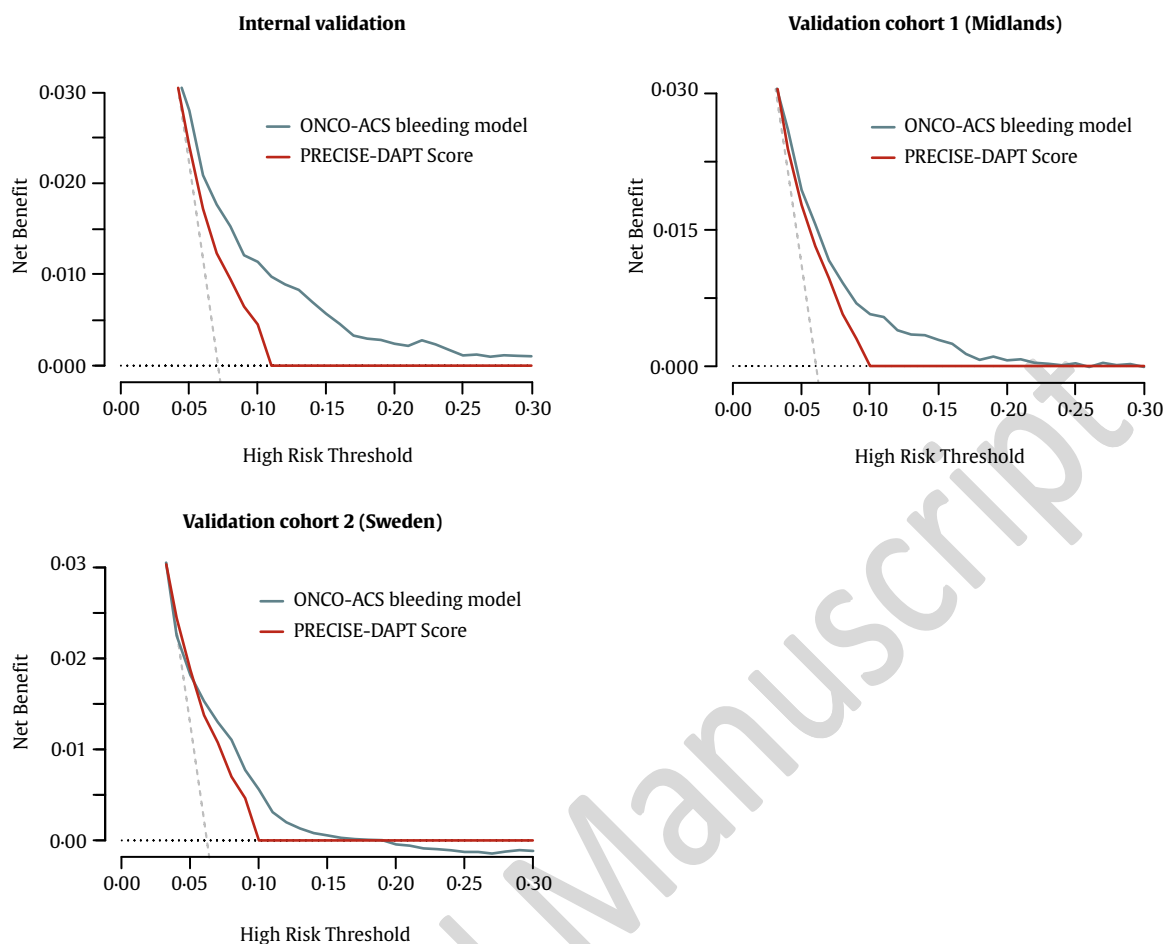 Internal validation
0·030
0·020
0·010
0·000
Net Benefit
ONCO-ACS bleeding model
PRECISE-DAPT Score
0·00 0·05 0·10 0·15 0·20 0·25 0·30
High Risk Threshold
Validation cohort 1 (Midlands)
0·030
0·015
0·000
Net Benefit
ONCO-ACS bleeding model
PRECISE-DAPT Score
0·00 0·05 0·10 0·15 0·20 0·25 0·30
High Risk Threshold
Validation cohort 2 (Sweden)
0·03
0·02
0·01
0·00
Net Benefit
ONCO-ACS bleeding model
PRECISE-DAPT Score
0·00 0·05 0·10 0·15 0·20 0·25 0·30
High Risk Threshold
Manuscript